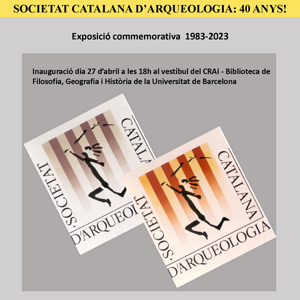 SOCIETAT CATALANA D'ARQUEOLOGIA: 40 ANYS!
Exposició commemorativa 1983-2023
Inauguració dia 27 d'abril a les 18h al vestíbul del CRAI - Biblioteca de
Filosofia, Geografia i Història de la Universitat de Barcelona
SOCIETAT
CATALANA
D'ARQUEOLOGIA
SOCIETAT
CATALANA
D'ARQUEOLOGIA